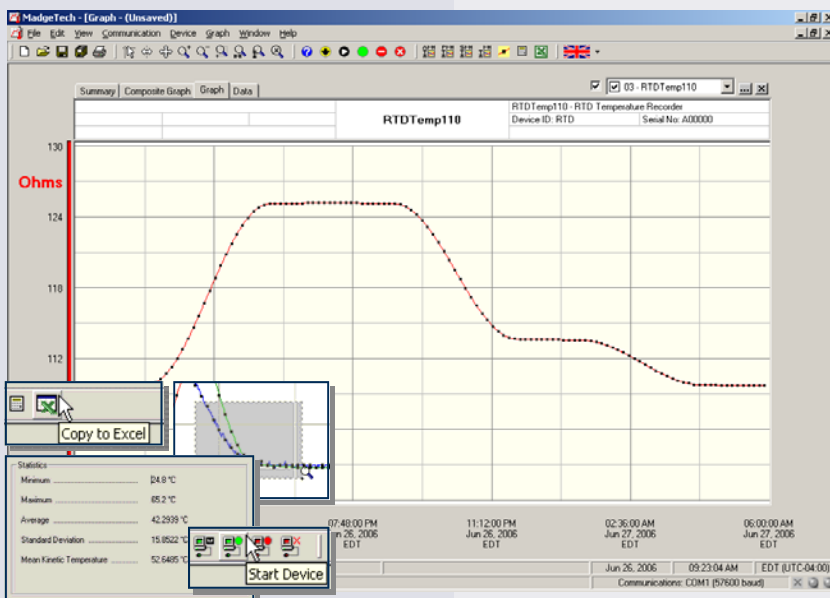 MadgeTech - [Graph - (Unsaved)]
File Edit View Communication Device Graph Window Help
Summary Composite Graph Graph Data
03 - RTDTemp110
RTDTemp110
RTDTemp110 - RTD Temperature Recorder
Device ID: RTD Serial No: A00000
130
Ohms
124
118
112
Copy to Excel
Statistics
Minimum 24.8 °C
Maximum 65.2 °C
Average 42.2939 °C
Standard Deviation 15.8522 °C
Mean Kinetic Temperature 52.6485 °C
Start Device
07:48:00 PM 11:12:00 PM 02:36:00 AM 06:00:00 AM
n 26, 2006 Jun 26, 2006 Jun 27, 2006 Jun 27, 2006
EDT EDT EDT EDT
Jun 26, 2006 09:23:04 AM EDT (UTC-04:00)
Communications: COM1 (57600 baud)